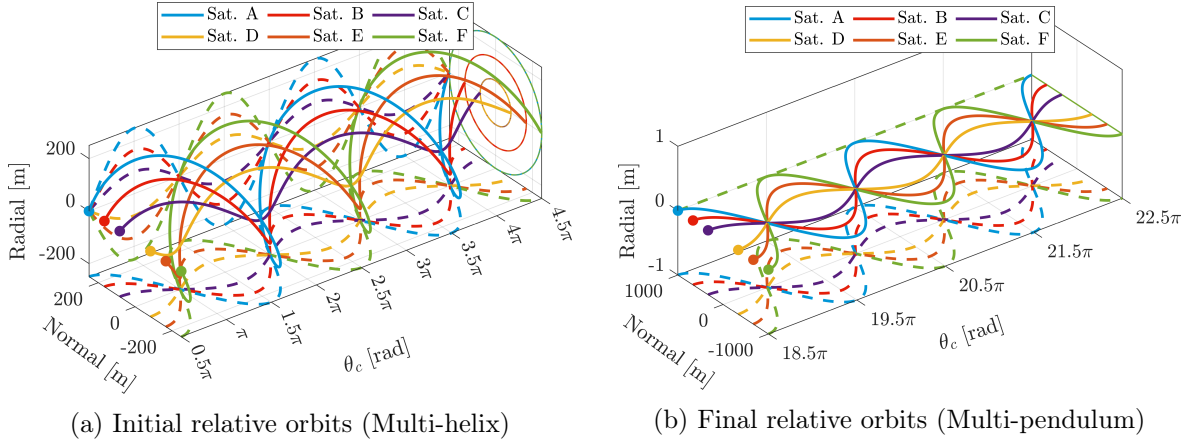 Sat. A Sat. B Sat. C
Sat. D Sat. E Sat. F
Radial [m]
200
0
-200
200
0
-200
Normal [m]
0.5π
π
1.5π
2π
2.5π
3π
3.5π
4π
4.5π
θc [rad]
(a) Initial relative orbits (Multi-helix)
Sat. A Sat. B Sat. C
Sat. D Sat. E Sat. F
Radial [m]
1
0
-1
1000
0
-1000
Normal [m]
18.5π
19.5π
20.5π
21.5π
22.5π
θc [rad]
(b) Final relative orbits (Multi-pendulum)